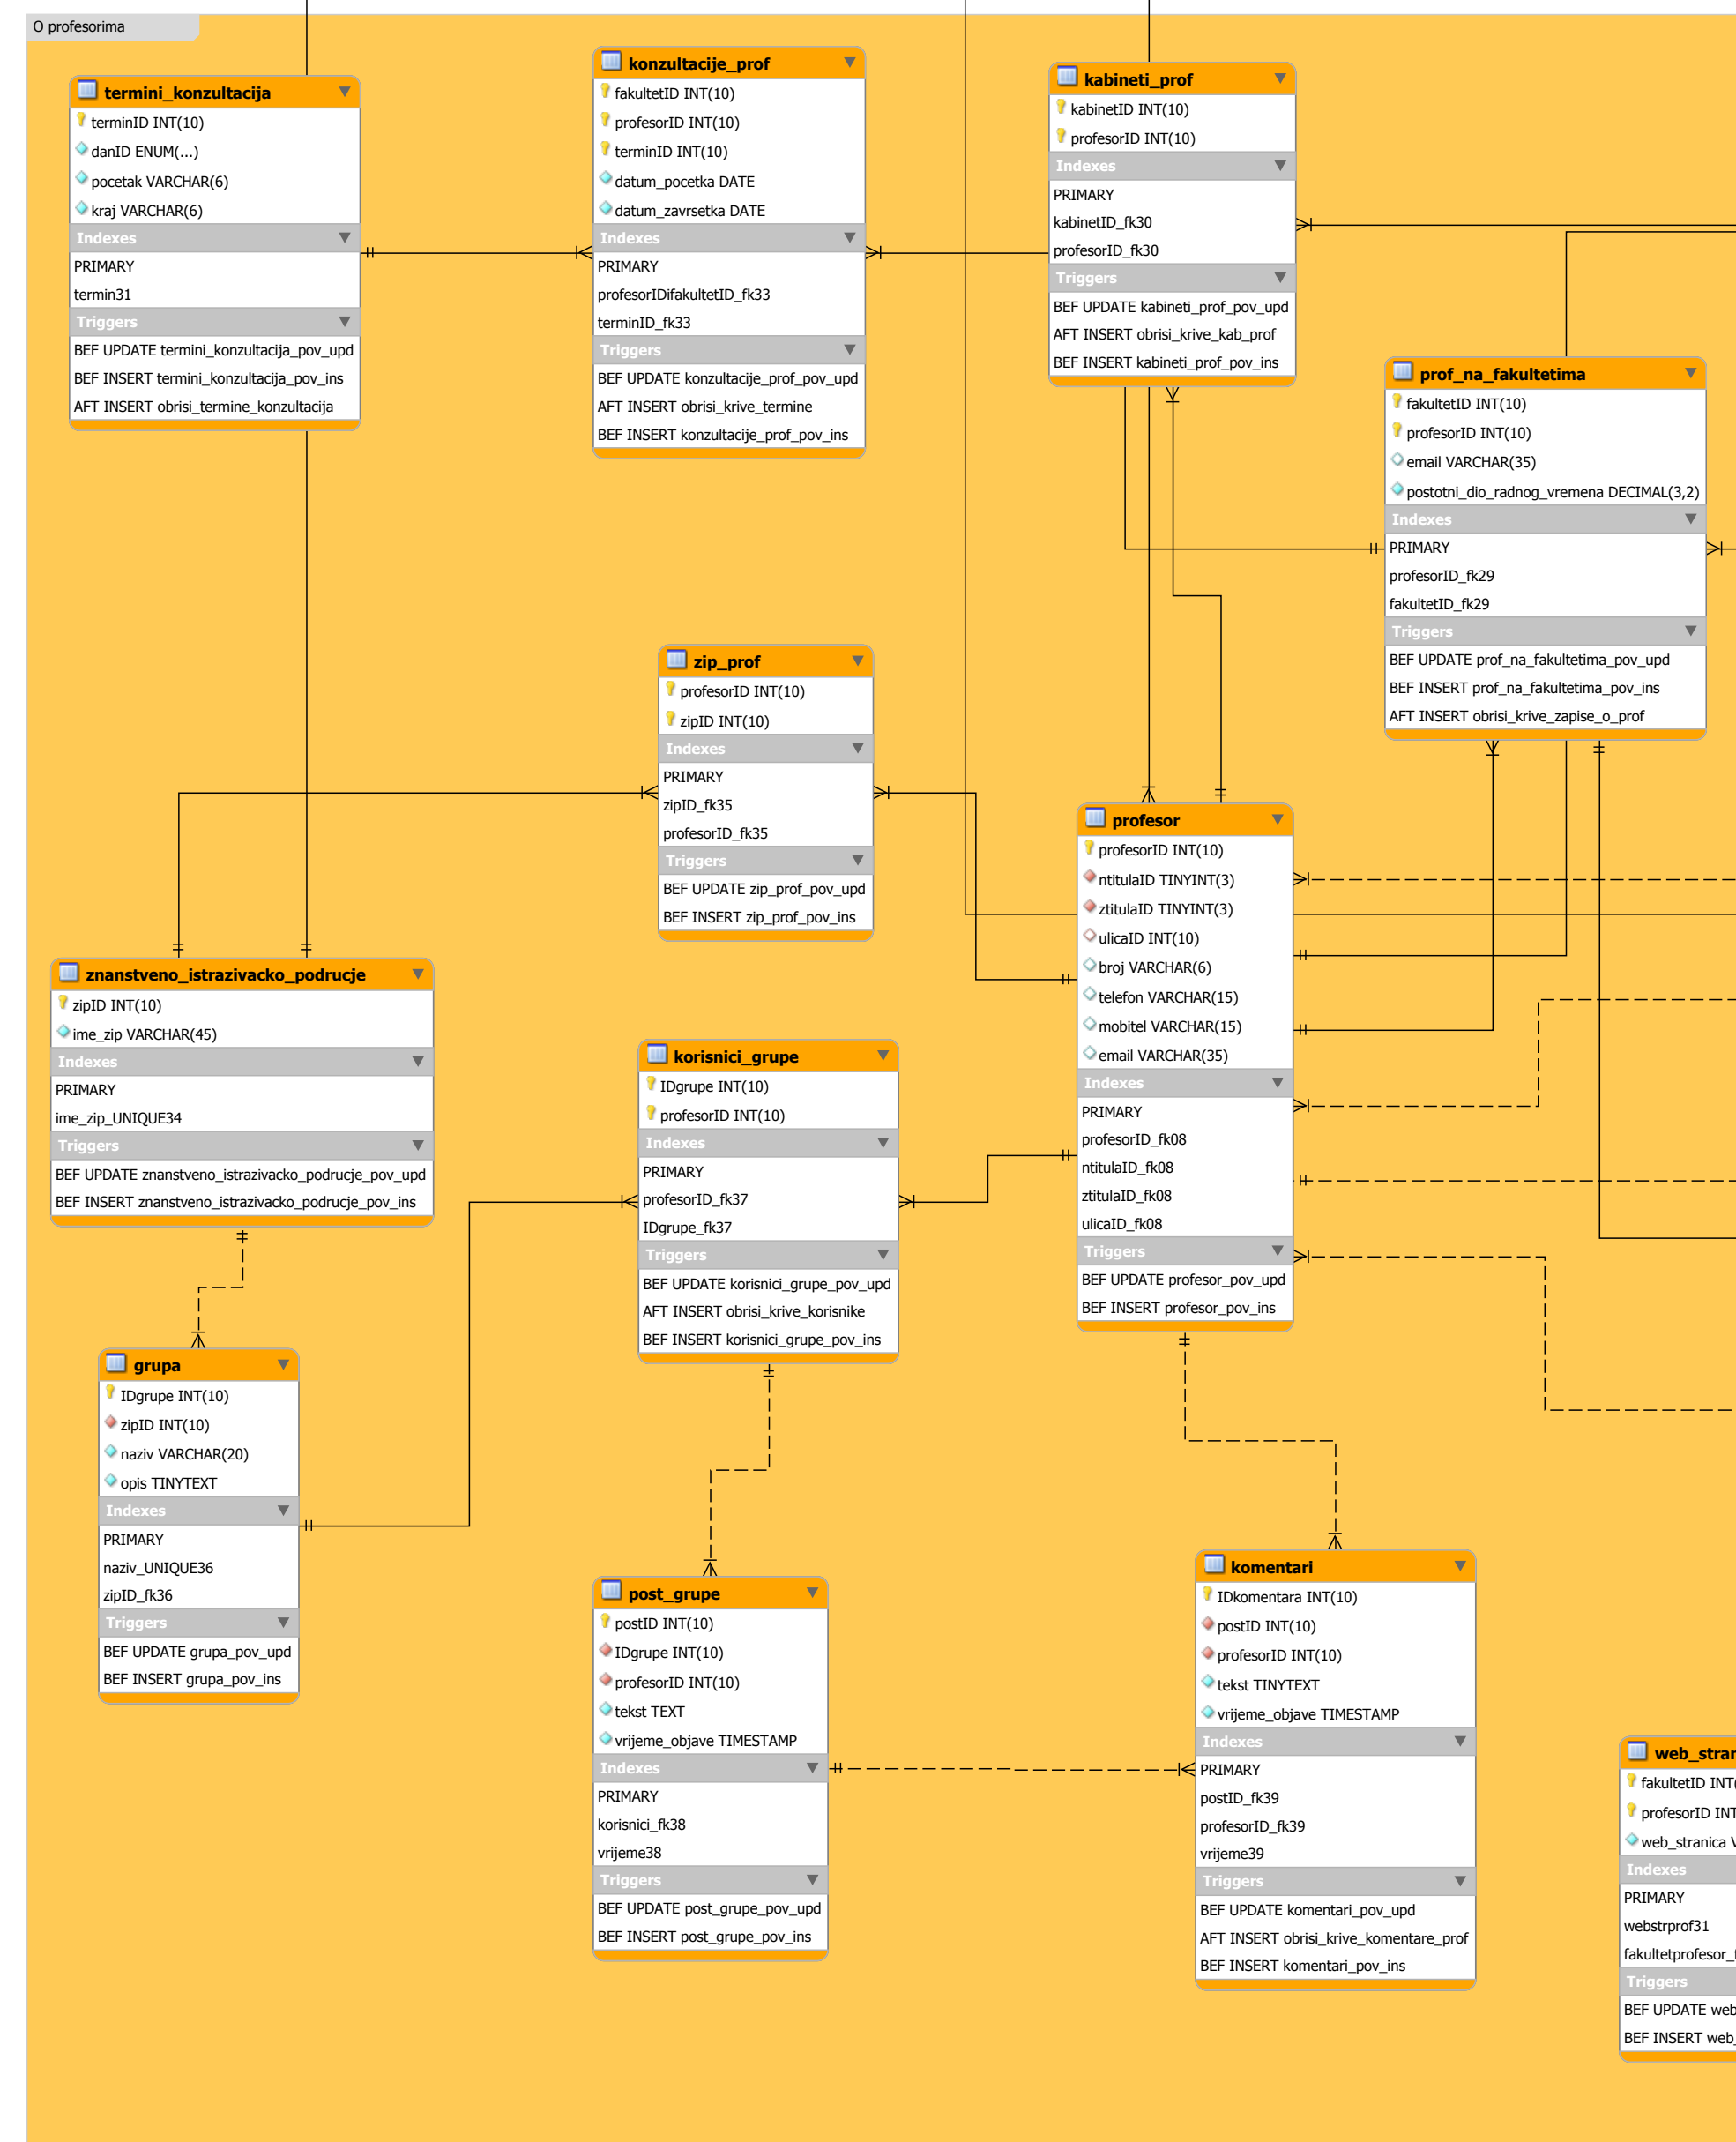 O profesorima
termini_konzultacija
terminID INT(10)
danID ENUM(...)
pocetak VARCHAR(6)
kraj VARCHAR(6)
Indexes
PRIMARY
termin31
Triggers
BEF UPDATE termini_konzultacija_pov_upd
BEF INSERT termini_konzultacija_pov_ins
AFT INSERT obrisi_termine_konzultacija
konzultacije_prof
fakultetID INT(10)
profesorID INT(10)
terminID INT(10)
datum_pocetka DATE
datum_zavrsetka DATE
Indexes
PRIMARY
profesorIDifakultetID_fk33
terminID_fk33
Triggers
BEF UPDATE konzultacije_prof_pov_upd
AFT INSERT obrisi_krive_termine
BEF INSERT konzultacije_prof_pov_ins
kabineti_prof
kabinetID INT(10)
profesorID INT(10)
Indexes
PRIMARY
kabinetID_fk30
profesorID_fk30
Triggers
BEF UPDATE kabineti_prof_pov_upd
AFT INSERT obrisi_krive_kab_prof
BEF INSERT kabineti_prof_pov_ins
prof_na_fakultetima
fakultetID INT(10)
profesorID INT(10)
email VARCHAR(35)
postotni_dio_radnog_vremena DECIMAL(3,2)
Indexes
PRIMARY
profesorID_fk29
fakultetID_fk29
Triggers
BEF UPDATE prof_na_fakultetima_pov_upd
BEF INSERT prof_na_fakultetima_pov_ins
AFT INSERT obrisi_krive_zapise_o_prof
zip_prof
profesorID INT(10)
zipID INT(10)
Indexes
PRIMARY
zipID_fk35
profesorID_fk35
Triggers
BEF UPDATE zip_prof_pov_upd
BEF INSERT zip_prof_pov_ins
profesor
profesorID INT(10)
ntitulaID TINYINT(3)
ztitulaID TINYINT(3)
ulicaID INT(10)
broj VARCHAR(6)
telefon VARCHAR(15)
mobitel VARCHAR(15)
email VARCHAR(35)
Indexes
PRIMARY
profesorID_fk08
ntitulaID_fk08
ztitulaID_fk08
ulicaID_fk08
Triggers
BEF UPDATE profesor_pov_upd
BEF INSERT profesor_pov_ins
znanstveno_istrazivacko_podrucje
zipID INT(10)
ime_zip VARCHAR(45)
Indexes
PRIMARY
ime_zip_UNIQUE34
Triggers
BEF UPDATE znanstveno_istrazivacko_podrucje_pov_upd
BEF INSERT znanstveno_istrazivacko_podrucje_pov_ins
korisnici_grupe
IDgrupe INT(10)
profesorID INT(10)
Indexes
PRIMARY
profesorID_fk37
IDgrupe_fk37
Triggers
BEF UPDATE korisnici_grupe_pov_upd
AFT INSERT obrisi_krive_korisnike
BEF INSERT korisnici_grupe_pov_ins
grupa
IDgrupe INT(10)
zipID INT(10)
naziv VARCHAR(20)
opis TINYTEXT
Indexes
PRIMARY
naziv_UNIQUE36
zipID_fk36
Triggers
BEF UPDATE grupa_pov_upd
BEF INSERT grupa_pov_ins
post_grupe
postID INT(10)
IDgrupe INT(10)
profesorID INT(10)
tekst TEXT
vrijeme_objave TIMESTAMP
Indexes
PRIMARY
korisnici_fk38
vrijeme38
Triggers
BEF UPDATE post_grupe_pov_upd
BEF INSERT post_grupe_pov_ins
komentari
IDkomentara INT(10)
postID INT(10)
profesorID INT(10)
tekst TINYTEXT
vrijeme_objave TIMESTAMP
Indexes
PRIMARY
postID_fk39
profesorID_fk39
vrijeme39
Triggers
BEF UPDATE komentari_pov_upd
AFT INSERT obrisi_krive_komentare_prof
BEF INSERT komentari_pov_ins
web_stran
fakultetID INT(
profesorID INT
web_stranica V
Indexes
PRIMARY
webstrprof31
fakultetprofesor_
Triggers
BEF UPDATE web
BEF INSERT web_